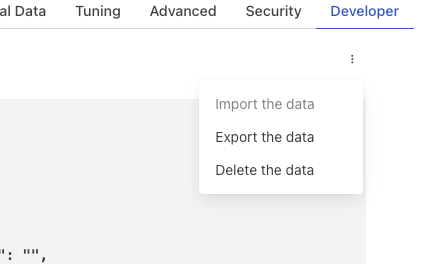 al Data Tuning Advanced Security Developer
Import the data
Export the data
Delete the data
": "",